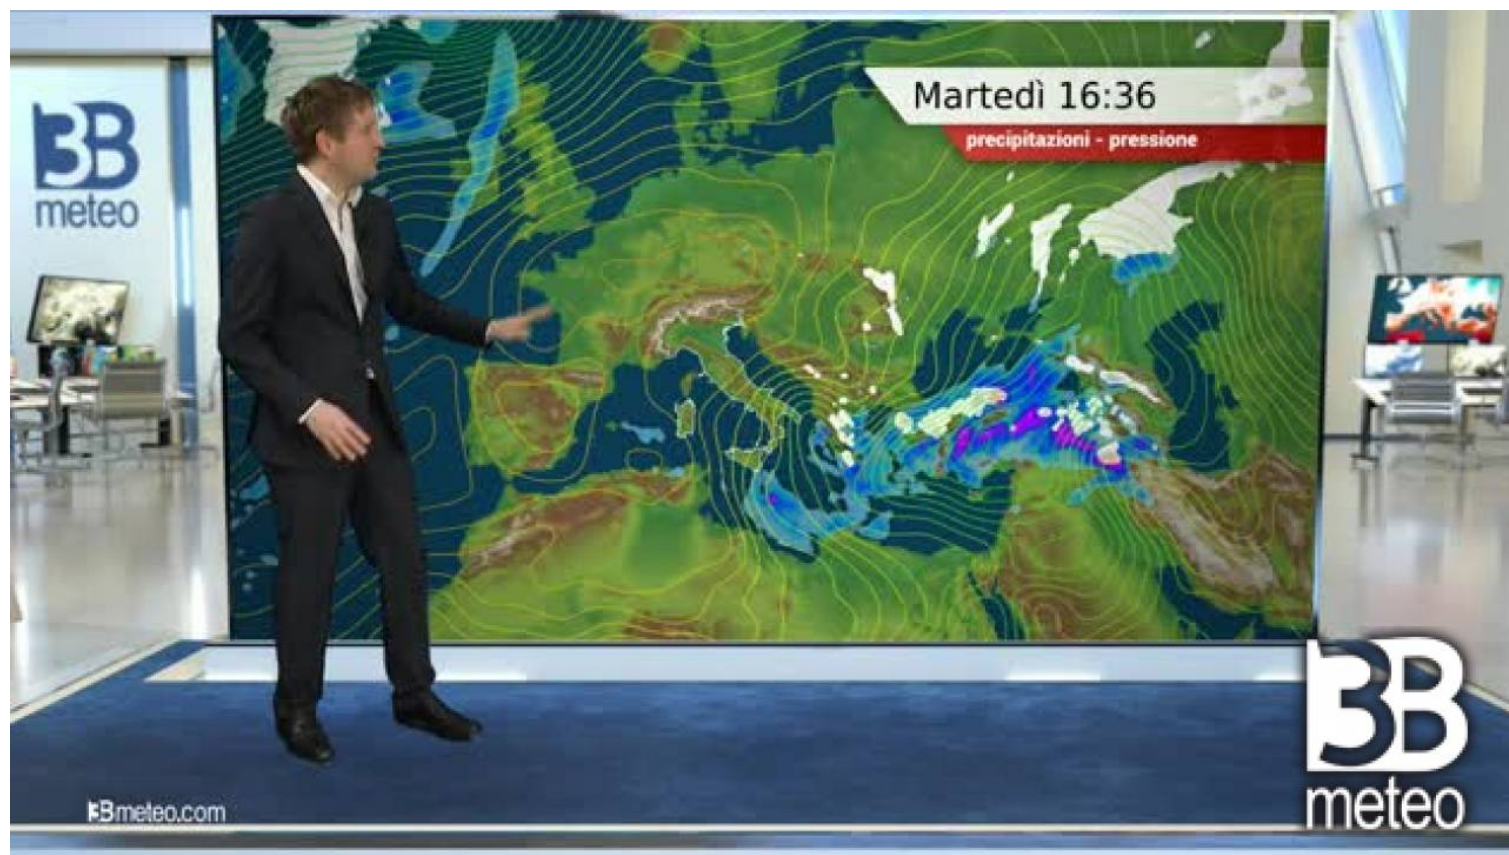 Martedì 16:36
precipitazioni - pressione
3B
meteo
3Bmeteo.com
3B
meteo